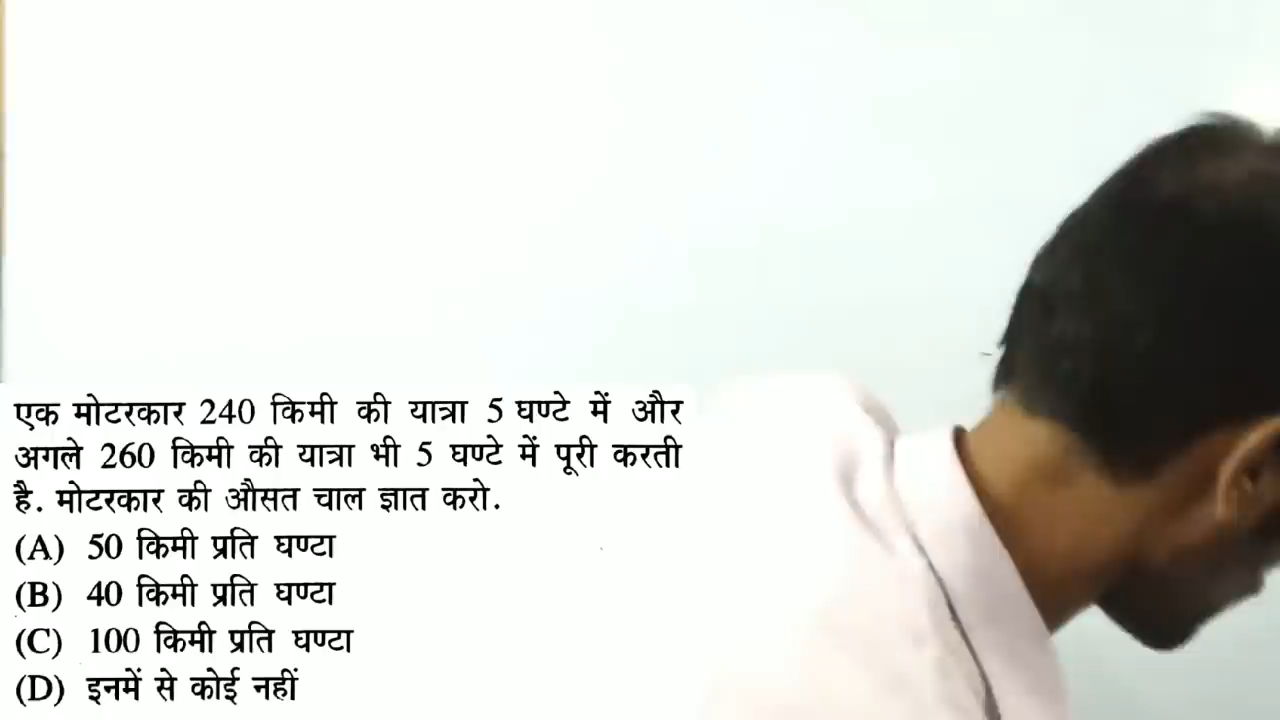 एक मोटरकार 240 किमी की यात्रा 5 घण्टे में और
अगले 260 किमी की यात्रा भी 5 घण्टे में पूरी करती
है. मोटरकार की औसत चाल ज्ञात करो.
(A) 50 किमी प्रति घण्टा
(B) 40 किमी प्रति घण्टा
(C) 100 किमी प्रति घण्टा
(D) इनमें से कोई नहीं